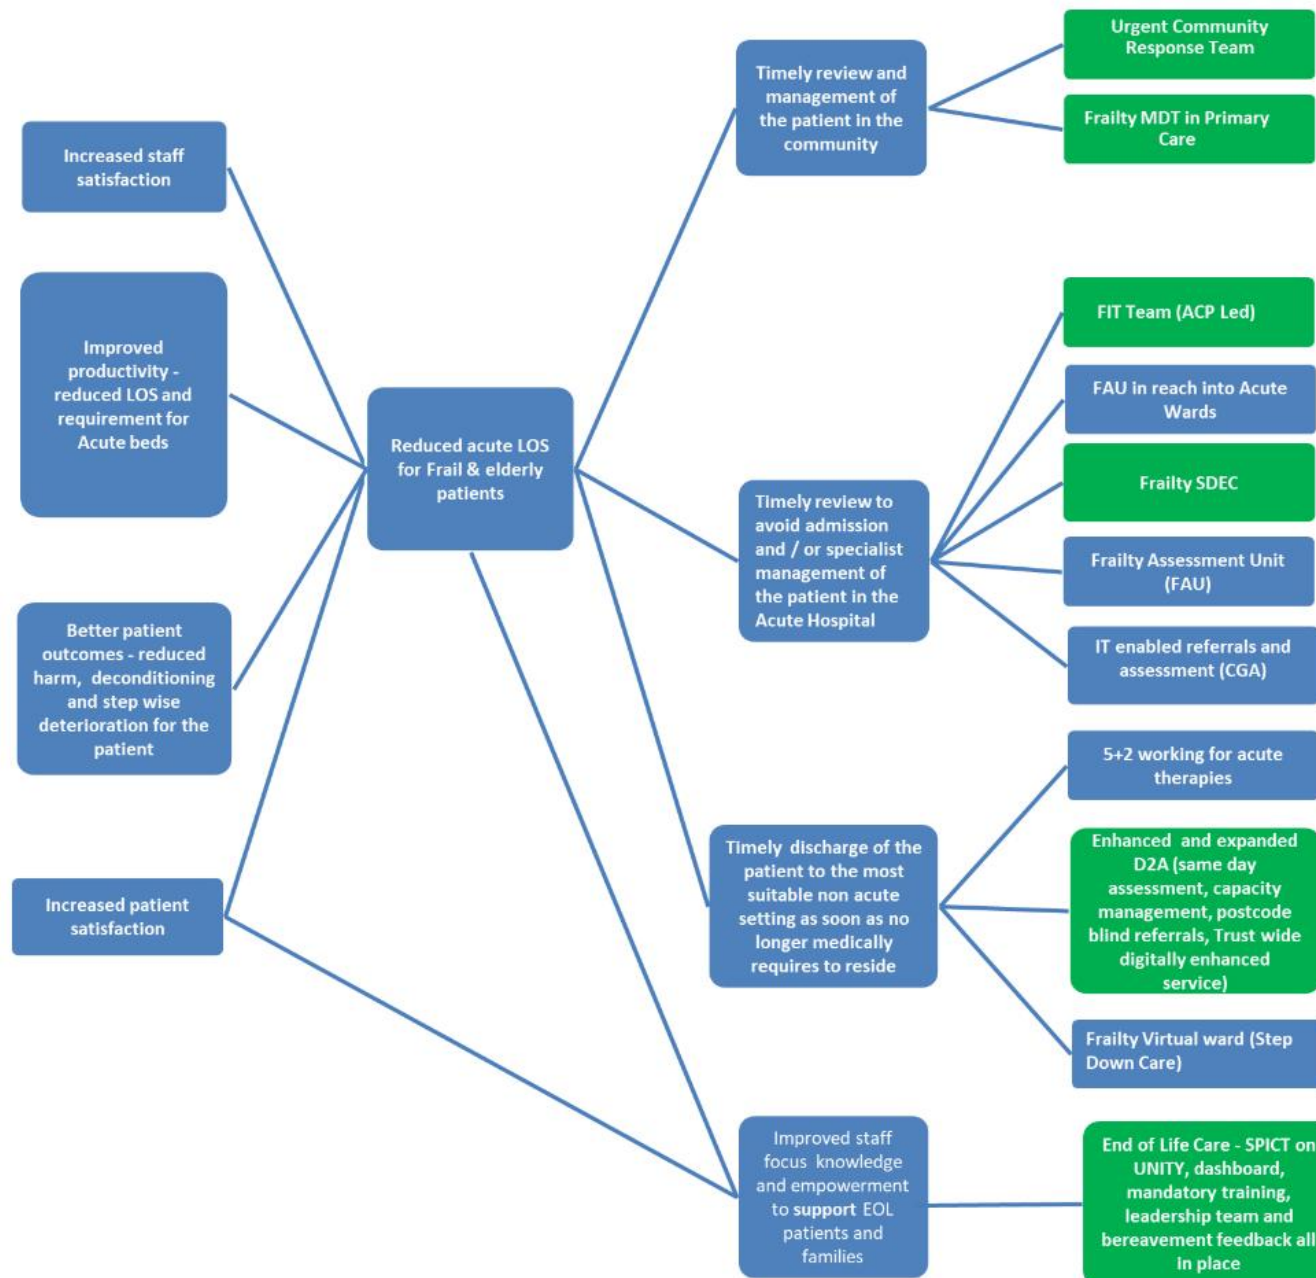 Increased staff
satisfaction
Improved
productivity -
reduced LOS and
requirement for
Acute beds
Better patient
outcomes - reduced
harm, deconditioning
and step wise
deterioration for the
patient
Increased patient
satisfaction
Reduced acute LOS
for Frail & elderly
patients
Timely review and
management of
the patient in the
community
Timely review to
avoid admission
and / or specialist
management of
the patient in the
Acute Hospital
Timely discharge of the
patient to the most
suitable non acute
setting as soon as no
longer medically
requires to reside
Improved staff
focus knowledge
and empowerment
to support EOL
patients and
families
Urgent Community
Response Team
Frailty MDT in Primary
Care
FIT Team (ACP Led)
FAU in reach into Acute
Wards
Frailty SDEC
Frailty Assessment Unit
(FAU)
IT enabled referrals and
assessment (CGA)
5+2 working for acute
therapies
Enhanced and expanded
D2A (same day
assessment, capacity
management, postcode
blind referrals, Trust wide
digitally enhanced
service)
Frailty Virtual ward (Step
Down Care)
End of Life Care - SPICT on
UNITY, dashboard,
mandatory training,
leadership team and
bereavement feedback all
in place